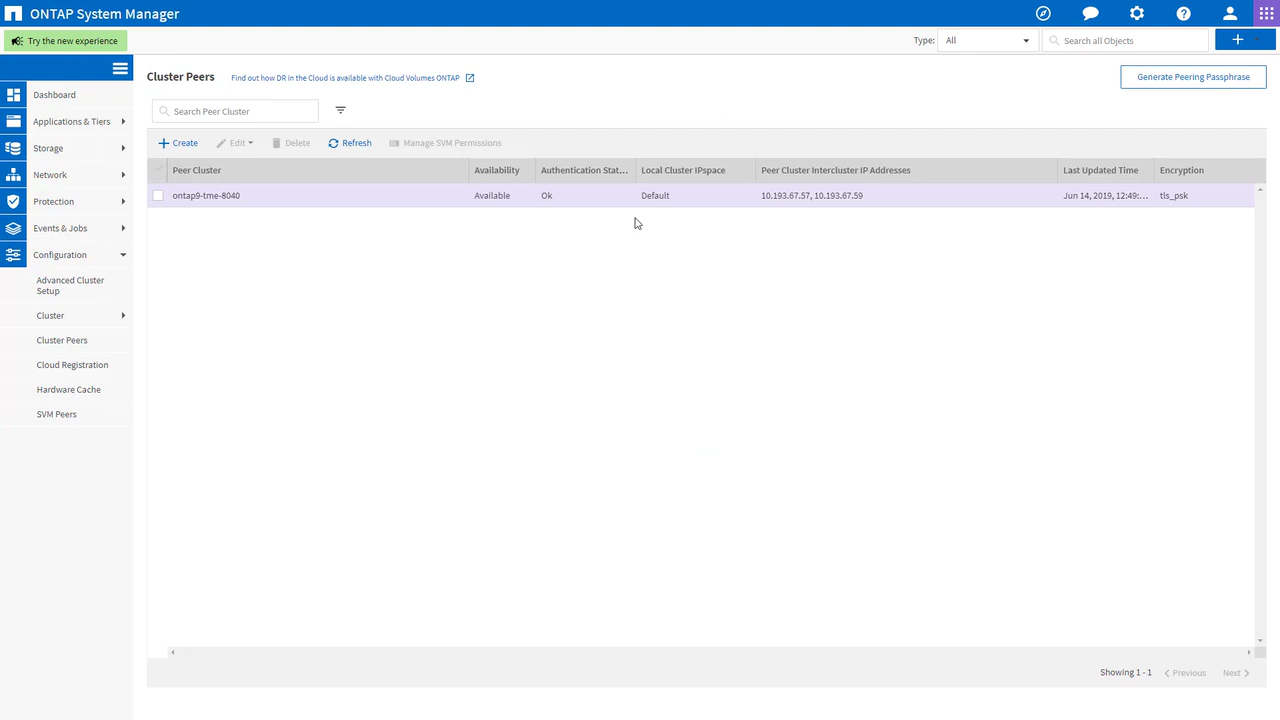 ONTAP System Manager
Try the new experience
Type: All
Search all Objects
Dashboard
Applications & Tiers
Storage
Network
Protection
Events & Jobs
Configuration
Advanced Cluster
Setup
Cluster
Cluster Peers
Cloud Registration
Hardware Cache
SVM Peers
Cluster Peers Find out how DR in the Cloud is available with Cloud Volumes ONTAP
Generate Peering Passphrase
Search Peer Cluster
Create Edit Delete Refresh Manage SVM Permissions
Peer Cluster Availability Authentication Stat... Local Cluster IPspace Peer Cluster Intercluster IP Addresses Last Updated Time Encryption
ontap9-tme-8040 Available Ok Default 10.193.67.57, 10.193.67.59 Jun 14, 2019, 12:49:... tls_psk
Showing 1 - 1 Previous Next